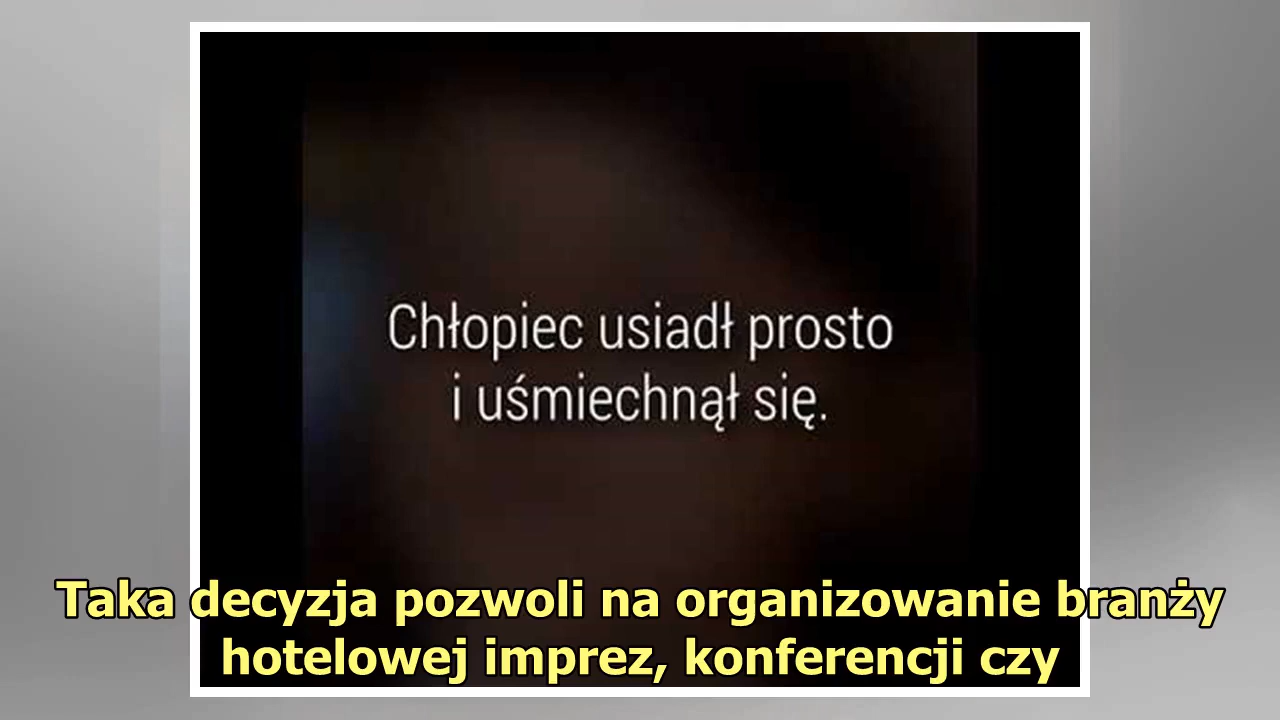 Chłopiec usiadł prosto
i uśmiechnął się.
Taka decyzja pozwoli na organizowanie branży
hotelowej imprez, konferencji czy